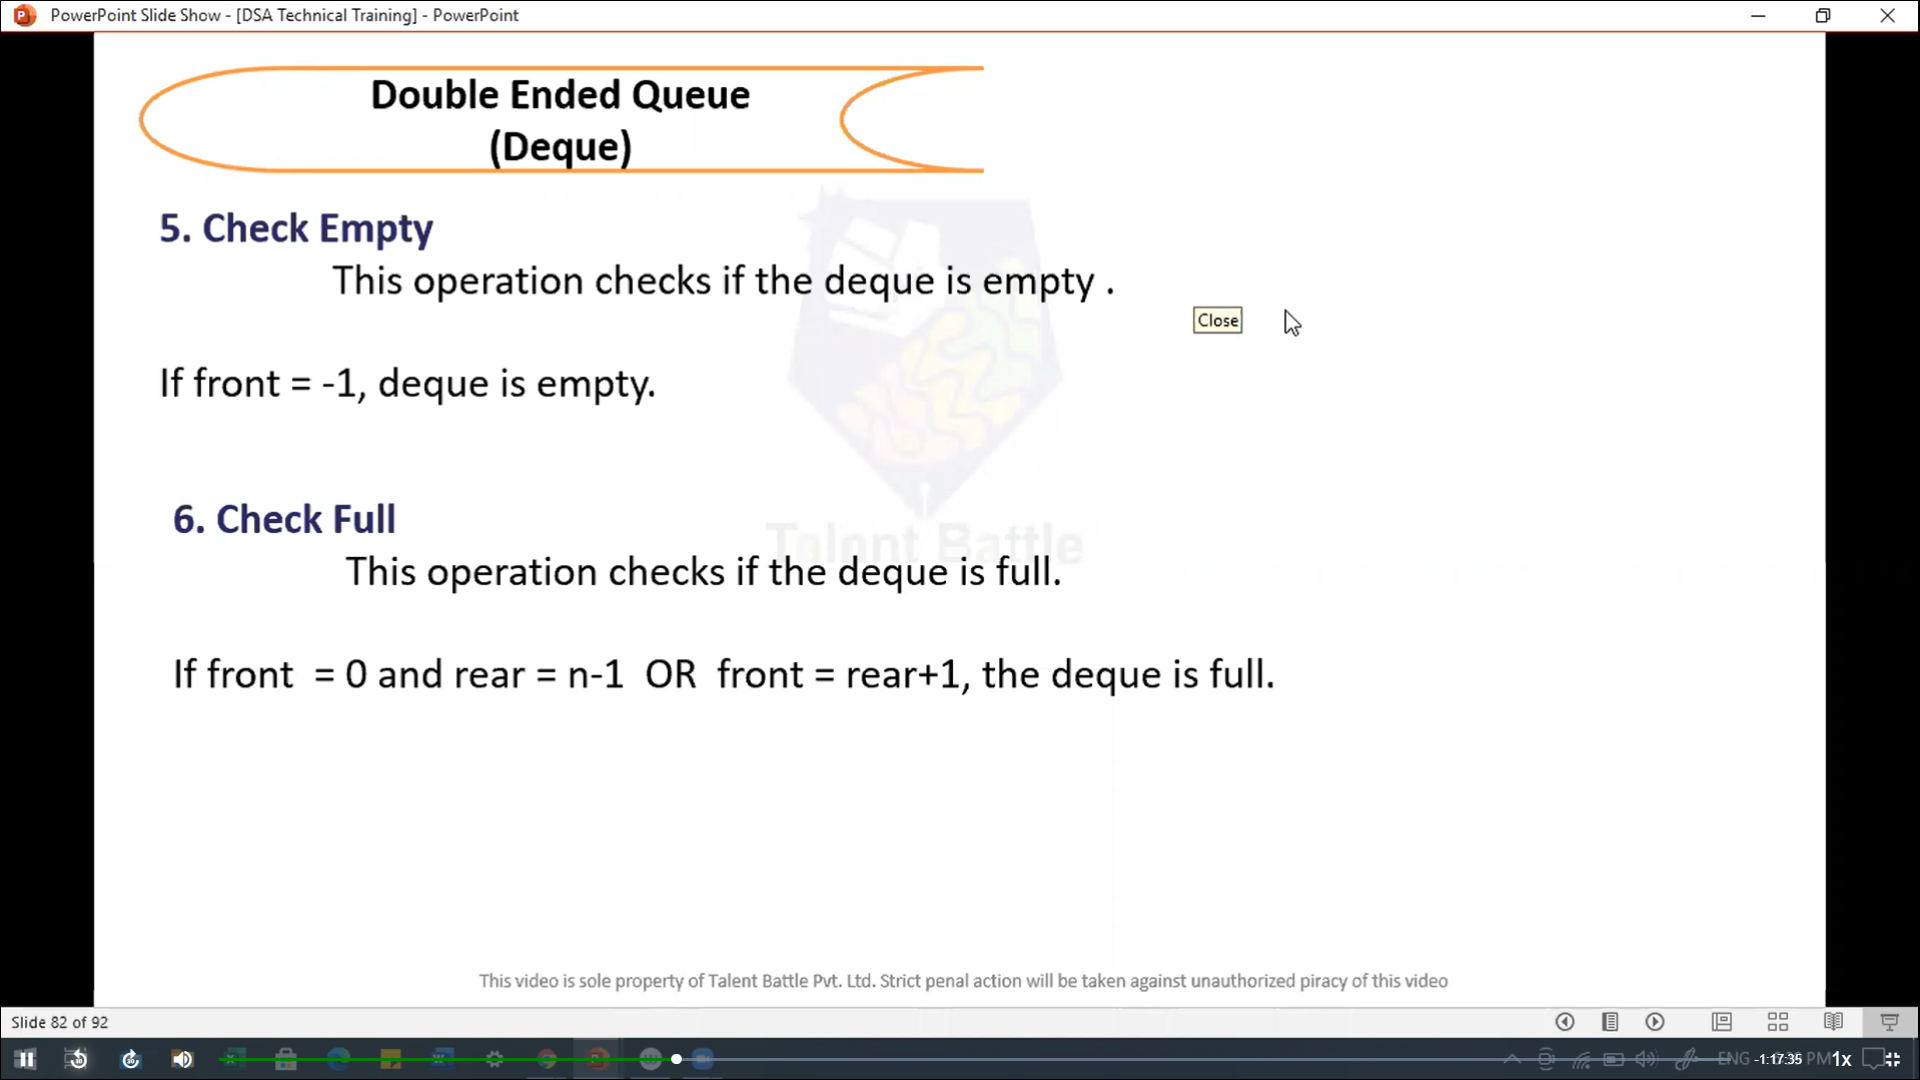 PowerPoint Slide Show - [DSA Technical Training] - PowerPoint
Double Ended Queue
(Deque)
5. Check Empty
This operation checks if the deque is empty .
Close
If front = -1, deque is empty.
6. Check Full
Talent Battle
This operation checks if the deque is full.
If front  = 0 and rear = n-1  OR  front = rear+1, the deque is full.
This video is sole property of Talent Battle Pvt. Ltd. Strict penal action will be taken against unauthorized piracy of this video
Slide 82 of 92
ENG PM -1:17:35 1x